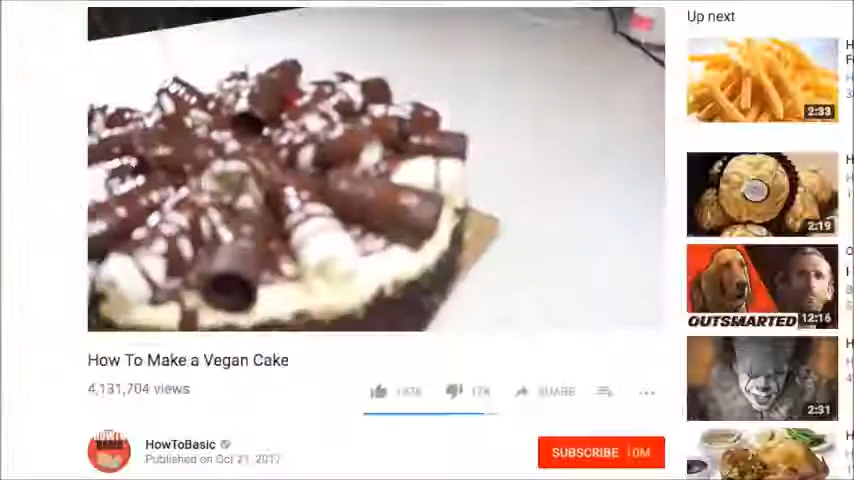 Up next
2:33
2:19
OUTSMARTED 12:16
2:31
How To Make a Vegan Cake
4,131,704 views
17K SHARE
HowToBasic
SUBSCRIBE 10M
Published on Oct 21, 2017